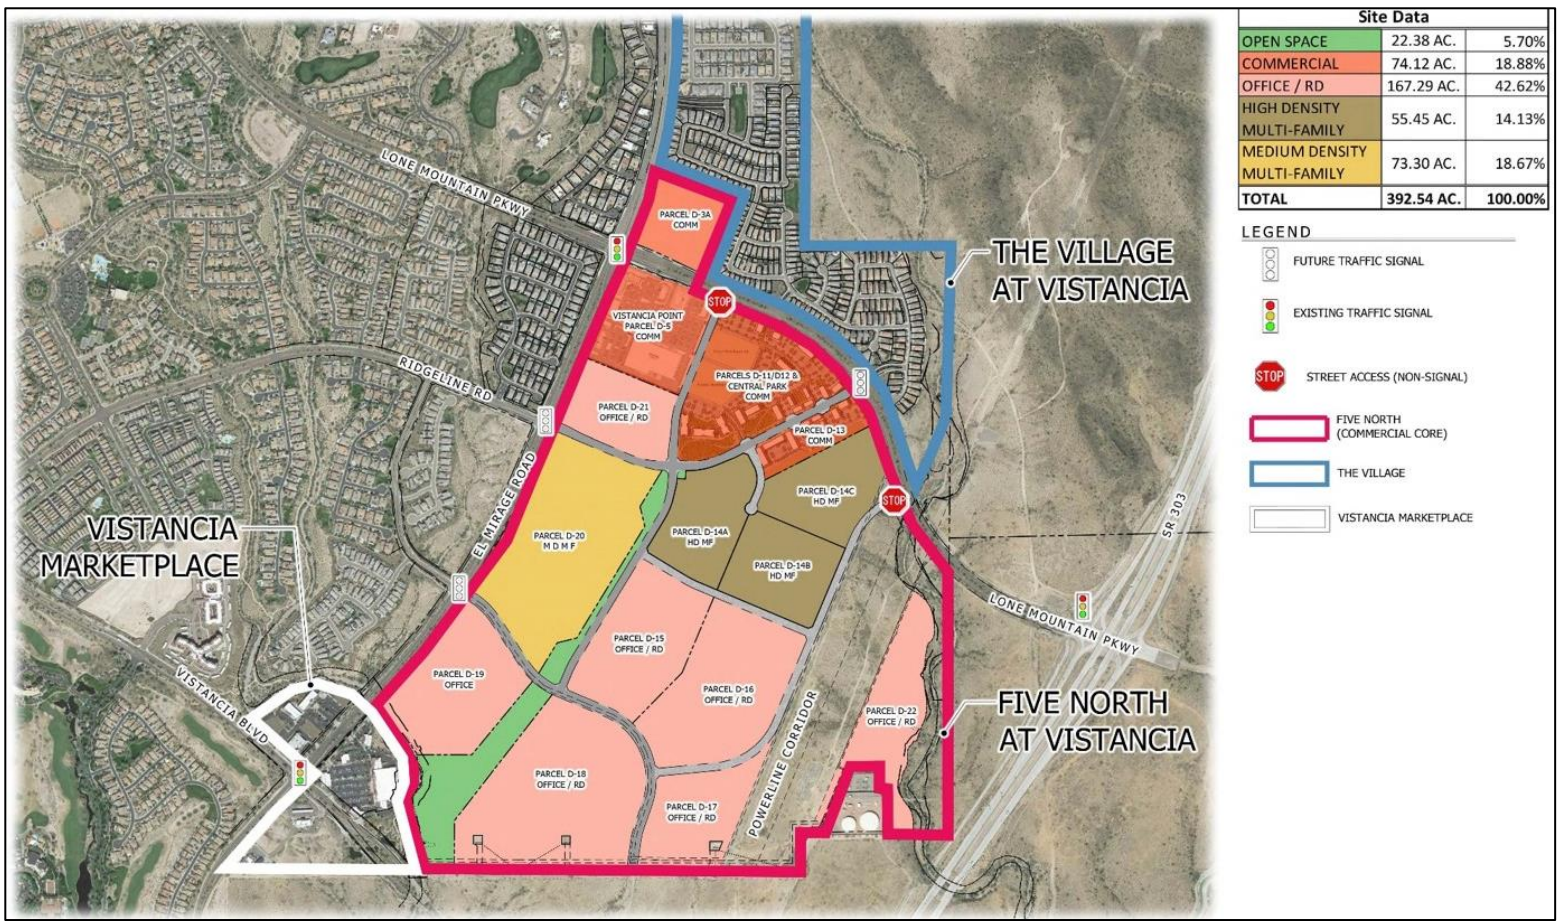 Site Data
OPEN SPACE 22.38 AC. 5.70%
COMMERCIAL 74.12 AC. 18.88%
OFFICE / RD 167.29 AC. 42.62%
HIGH DENSITY
MULTI-FAMILY 55.45 AC. 14.13%
MEDIUM DENSITY
MULTI-FAMILY 73.30 AC. 18.67%
TOTAL 392.54 AC. 100.00%
LEGEND
FUTURE TRAFFIC SIGNAL
EXISTING TRAFFIC SIGNAL
STOP
STREET ACCESS (NON-SIGNAL)
FIVE NORTH
(COMMERCIAL CORE)
THE VILLAGE
VISTANCIA MARKETPLACE
LONE MOUNTAIN PKWY
PARCEL D-3A
COMM
THE VILLAGE
AT VISTANCIA
STOP
VISTANCIA POINT
PARCEL D-5
COMM
RIDGELINE RD
PARCELS D-11/D12 &
CENTRAL PARK
COMM
PARCEL D-21
OFFICE / RD
PARCEL D-13
COMM
EL MIRAGE ROAD
PARCEL D-14C
HD MF
STOP
PARCEL D-20
M D M F
PARCEL D-14A
HD MF
PARCEL D-14B
HD MF
SR 303
VISTANCIA
MARKETPLACE
LONE MOUNTAIN PKWY
PARCEL D-15
OFFICE / RD
PARCEL D-19
OFFICE
PARCEL D-16
OFFICE / RD
VISTANCIA BLVD
PARCEL D-22
OFFICE / RD
FIVE NORTH
AT VISTANCIA
POWERLINE CORRIDOR
PARCEL D-18
OFFICE / RD
PARCEL D-17
OFFICE / RD